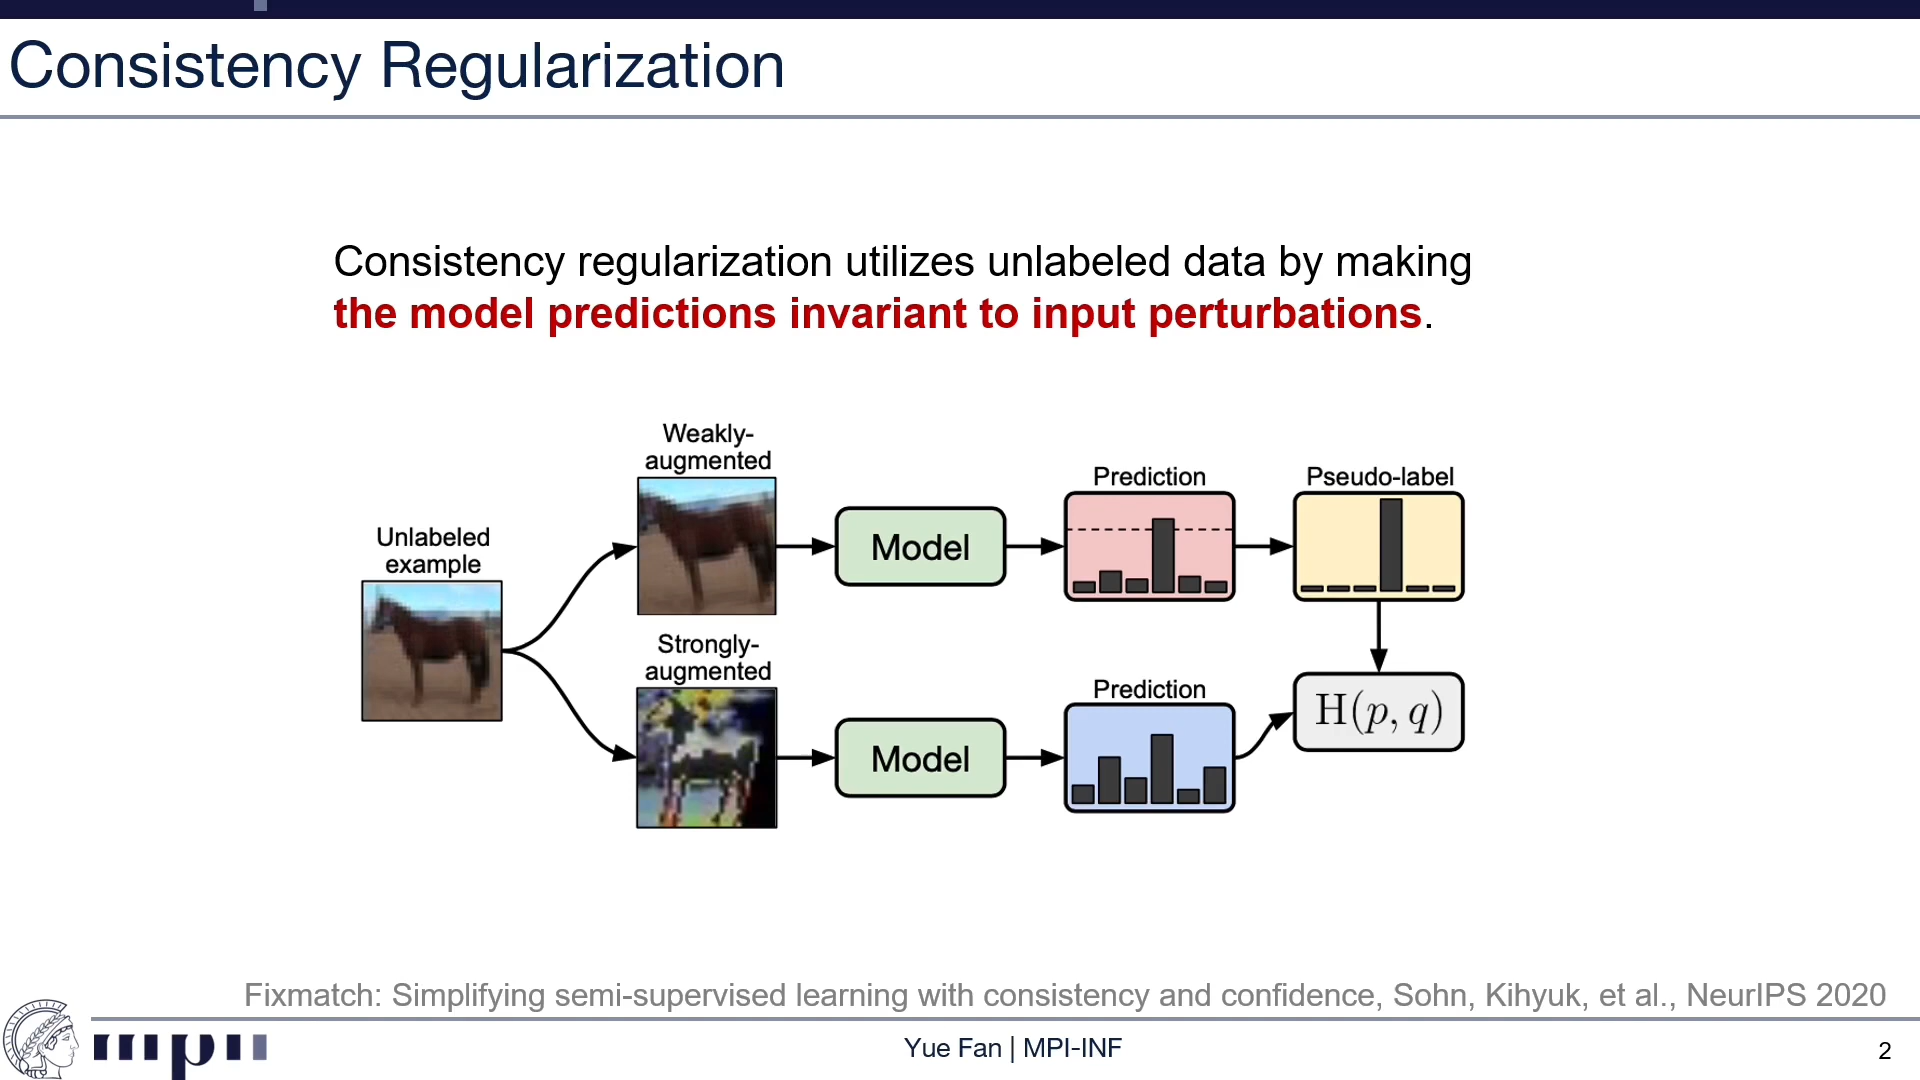 Consistency Regularization
Consistency regularization utilizes unlabeled data by making
the model predictions invariant to input perturbations.
Unlabeled
example
Weakly-
augmented
Model
Prediction
Pseudo-label
Strongly-
augmented
Model
Prediction
H(p, q)
Fixmatch: Simplifying semi-supervised learning with consistency and confidence, Sohn, Kihyuk, et al., NeurIPS 2020
mpii
Yue Fan | MPI-INF
2